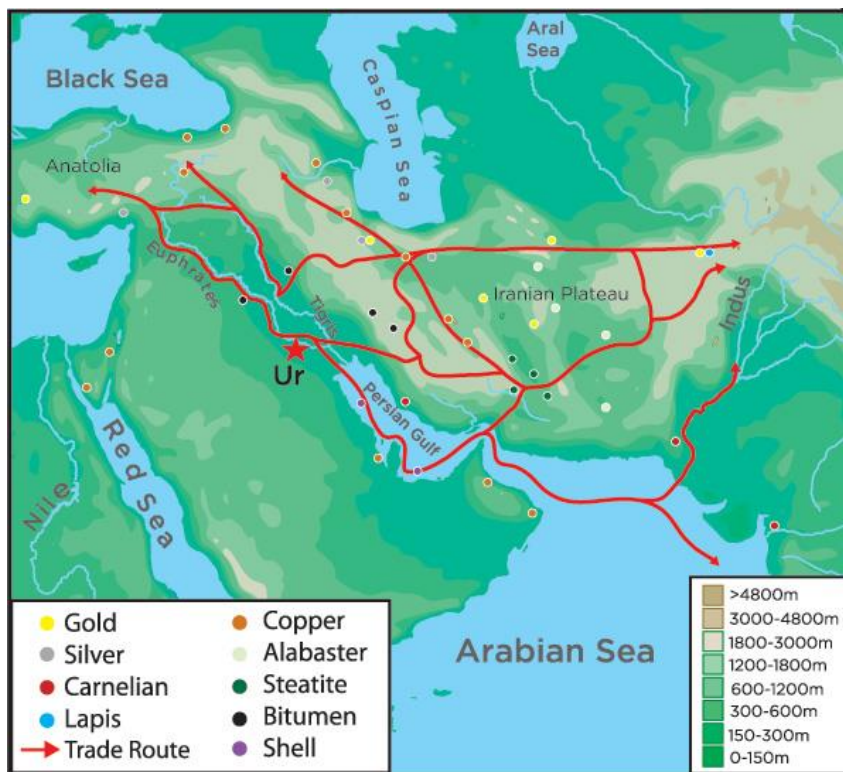 Black Sea
Aral
Sea
Caspian Sea
Anatolia
Euphrates
Tigris
Iranian Plateau
Indus
Ur
Persian Gulf
Red Sea
Nile
Arabian Sea
Gold
Silver
Carnelian
Lapis
Trade Route
Copper
Alabaster
Steatite
Bitumen
Shell
>4800m
3000-4800m
1800-3000m
1200-1800m
600-1200m
300-600m
150-300m
0-150m